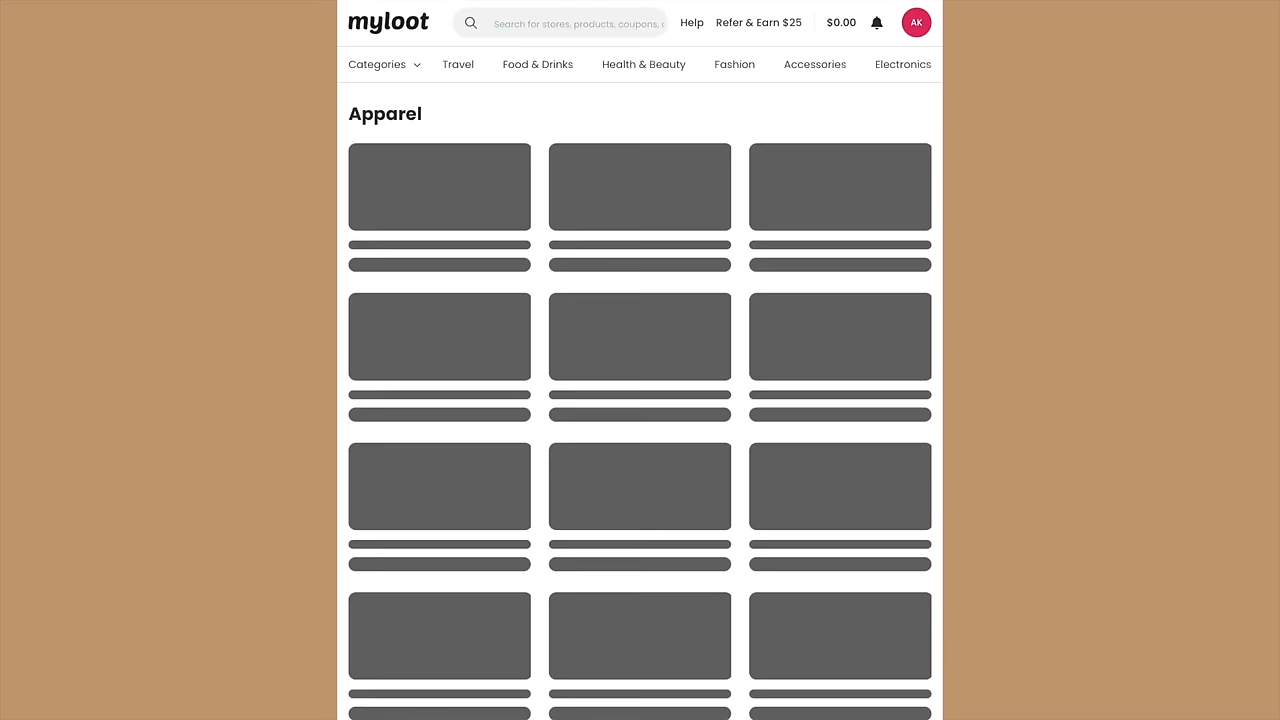 myloot
Search for stores, products, coupons,
Help
Refer & Earn $25
$0.00
AK
Categories
Travel
Food & Drinks
Health & Beauty
Fashion
Accessories
Electronics
Apparel